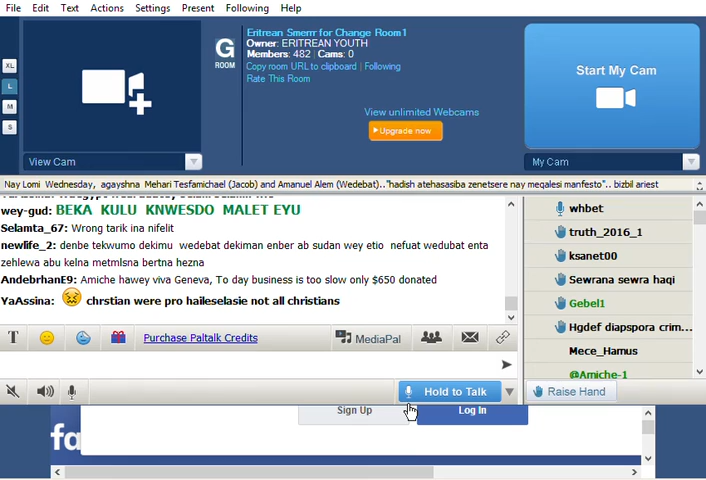 File Edit Text Actions Settings Present Following Help
XL
L
M
S
View Cam
G
ROOM
Eritrean Smerrr for Change Room1
Owner: ERITREAN YOUTH
Members: 482 | Cams: 0
Copy room URL to clipboard | Following
Rate This Room
View unlimited Webcams
Upgrade now
Start My Cam
My Cam
Nay Lomi Wednesday, agayshna Mehari Tesfamichael (Jacob) and Amanuel Alem (Wedebat).."hadish atehasasiba zenetsere nay meqalesi manfesto".. bizbil ariest
wey-gud: BEKA KULU KNWESDO MALET EYU
Selamta_67: Wrong tarik ina nifelit
newlife_2: denbe tekwumo dekimu wedebat dekiman enber ab sudan wey etio nefuat wedubat enta
zehlewa abu kelna metmlsna bertna hezna
AndebrhanE9: Amiche hawey viva Geneva, To day business is too slow only $650 donated
YaAssina: chrstian were pro haileselasie not all christians
T
Purchase Paltalk Credits
MediaPal
Hold to Talk
whbet
truth_2016_1
ksanet00
Sewrana sewra haqi
Gebel1
Hgdef diapspora crim...
Mece_Hamus
@Amiche-1
Raise Hand
fa
Sign Up
Log In